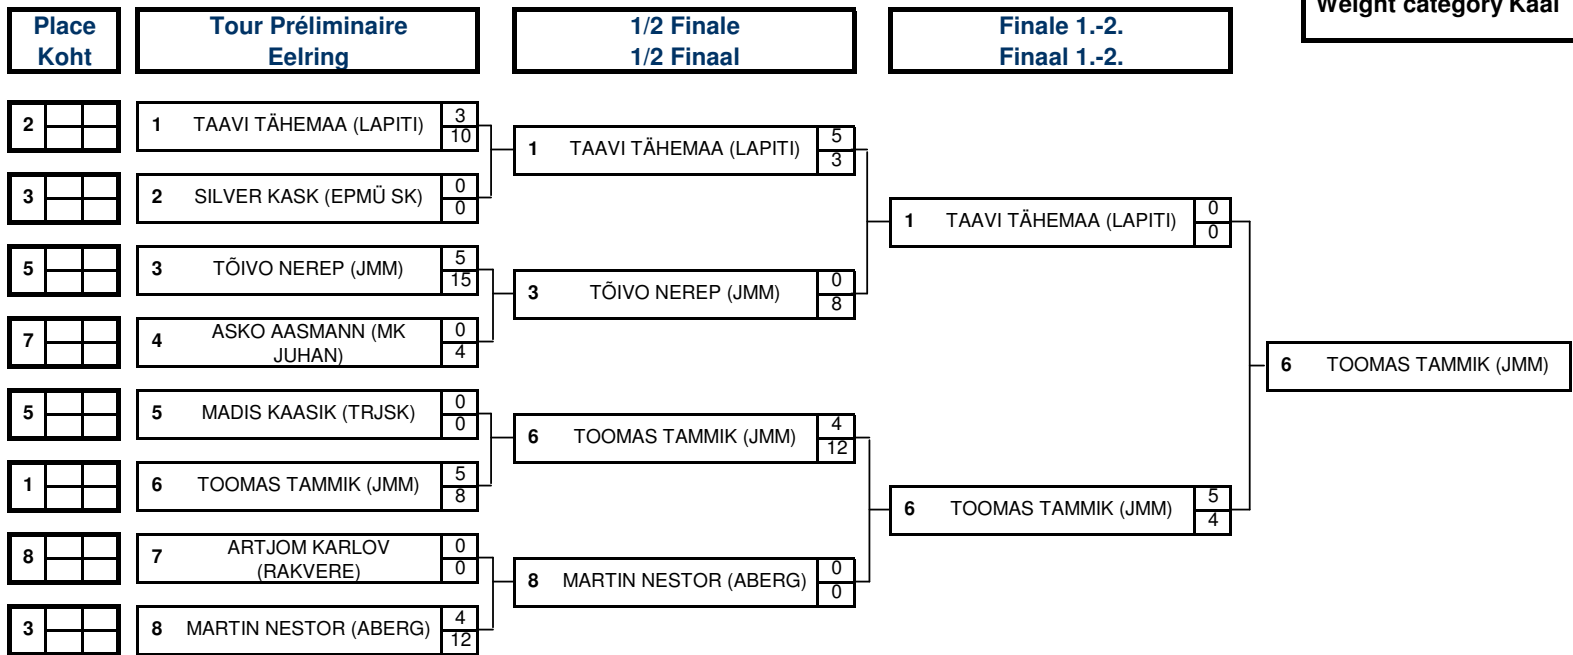 Weight category Kaal
Place
Koht
Tour Préliminaire
Eelring
1/2 Finale
1/2 Finaal
Finale 1.-2.
Finaal 1.-2.
2 1 TAAVI TÄHEMAA (LAPITI) 3
10
1 TAAVI TÄHEMAA (LAPITI) 5
3
3 2 SILVER KASK (EPMÜ SK) 0
0
1 TAAVI TÄHEMAA (LAPITI) 0
0
5 3 TÕIVO NEREP (JMM) 5
15
3 TÕIVO NEREP (JMM) 0
8
7 4 ASKO AASMANN (MK
JUHAN) 0
4
6 TOOMAS TAMMIK (JMM)
5 5 MADIS KAASIK (TRJSK) 0
0
6 TOOMAS TAMMIK (JMM) 4
12
1 6 TOOMAS TAMMIK (JMM) 5
8
6 TOOMAS TAMMIK (JMM) 5
4
8 7 ARTJOM KARLOV
(RAKVERE) 0
0
8 MARTIN NESTOR (ABERG) 0
0
3 8 MARTIN NESTOR (ABERG) 4
12